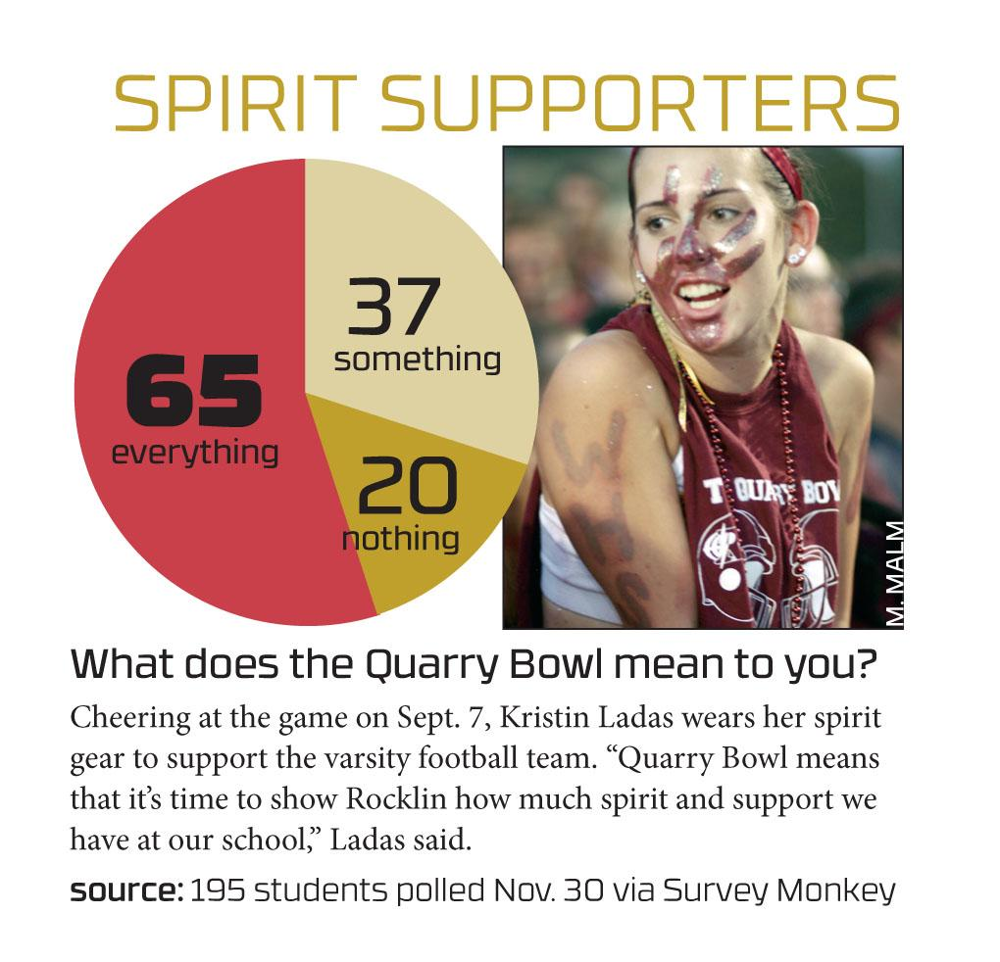 SPIRIT SUPPORTERS
37
something
65
everything
20
nothing
T QUARY BOW
W
H
S
M. MALM
What does the Quarry Bowl mean to you?
Cheering at the game on Sept. 7, Kristin Ladas wears her spirit
gear to support the varsity football team. “Quarry Bowl means
that it’s time to show Rocklin how much spirit and support we
have at our school,” Ladas said.
source: 195 students polled Nov. 30 via Survey Monkey